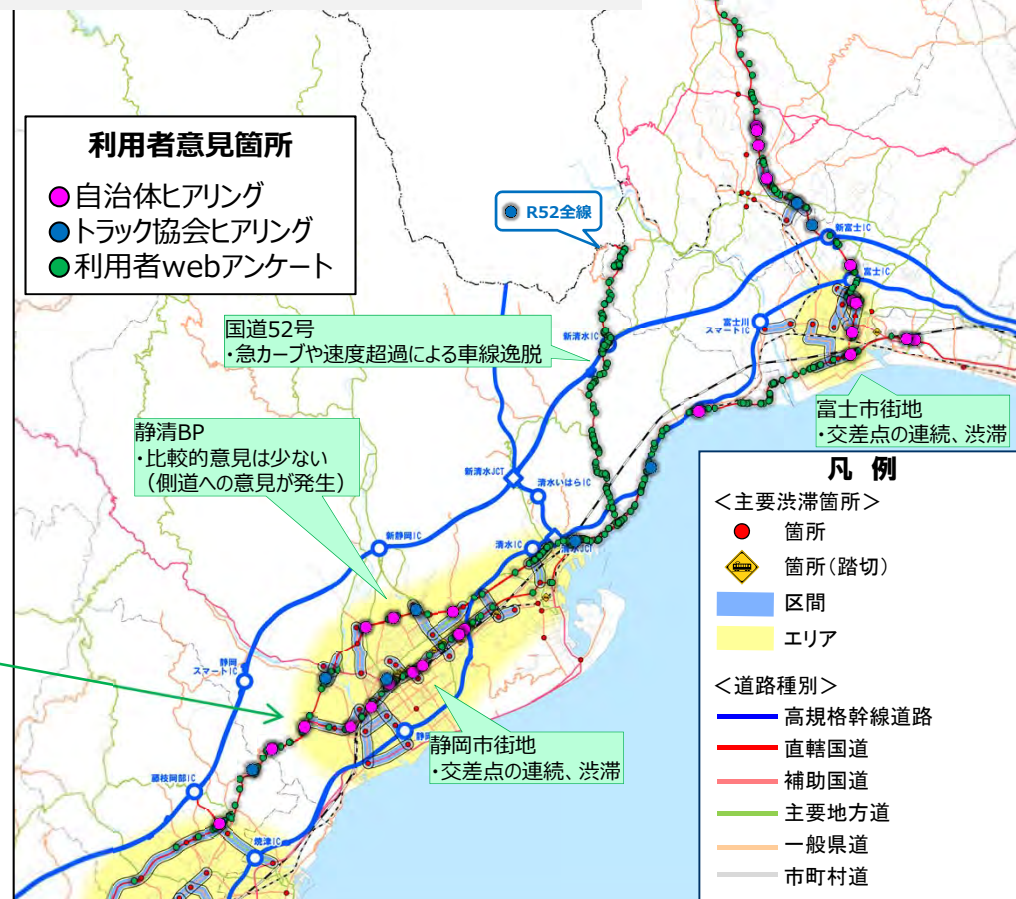 利用者意見箇所
自治体ヒアリング
トラック協会ヒアリング
利用者webアンケート
R52全線
新富士IC
富士IC
富士川
スマートIC
新清水IC
国道52号
・急カーブや速度超過による車線逸脱
富士市街地
・交差点の連続、渋滞
静清BP
・比較的意見は少ない
（側道への意見が発生）
新清水JCT
清水いはらIC
新静岡IC
清水IC
清水JCT
静岡
スマートIC
静岡市街地
・交差点の連続、渋滞
藤枝岡部IC
焼津IC
凡 例
＜主要渋滞箇所＞
箇所
箇所（踏切）
区間
エリア
＜道路種別＞
高規格幹線道路
直轄国道
補助国道
主要地方道
一般県道
市町村道